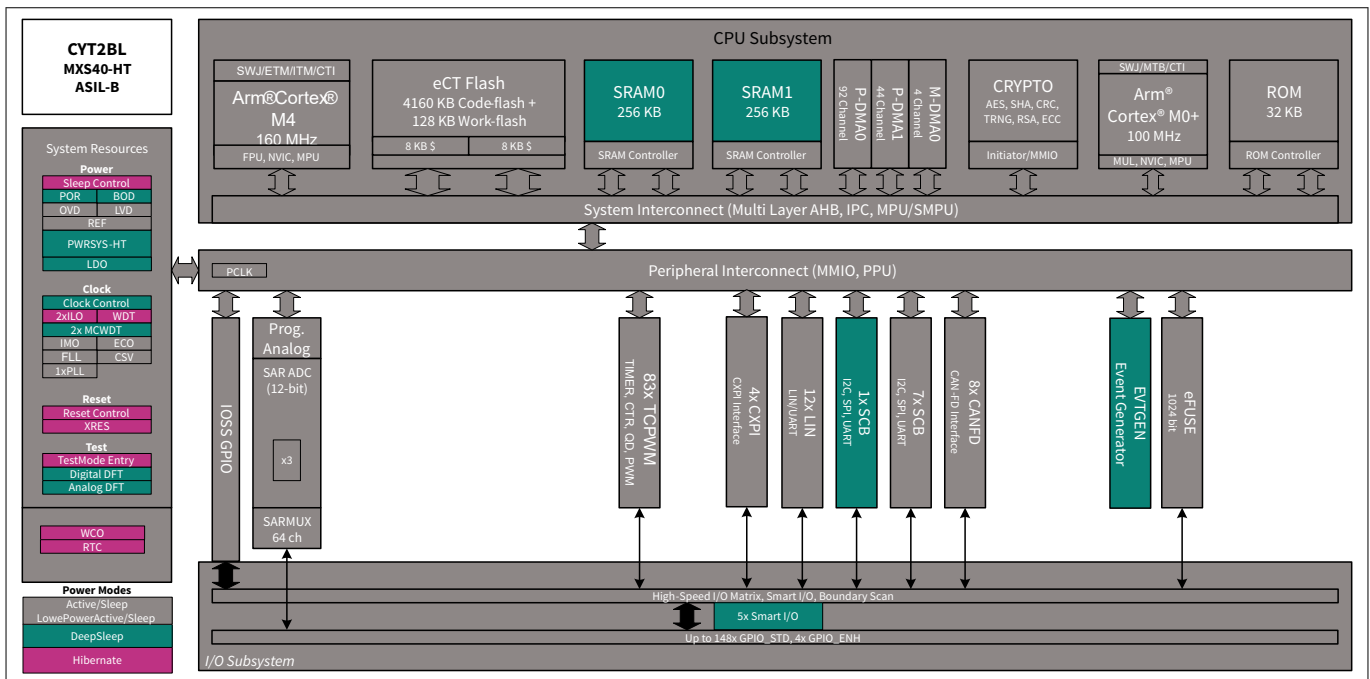 CYT2BL
MXS40-HT
ASIL-B
System Resources
Power
Sleep Control
POR
BOD
OVD
LVD
REF
PWRSYS-HT
LDO
Clock
Clock Control
2xILO
WDT
2x MCWDT
IMO
ECO
FLL
CSV
1xPLL
Reset
Reset Control
XRES
Test
TestMode Entry
Digital DFT
Analog DFT
WCO
RTC
Power Modes
Active/Sleep
LowePowerActive/Sleep
DeepSleep
Hibernate
CPU Subsystem
SWJ/ETM/ITM/CTI
Arm®Cortex®
M4
160 MHz
FPU, NVIC, MPU
eCT Flash
4160 KB Code-flash +
128 KB Work-flash
8 KB $
8 KB $
SRAM0
256 KB
SRAM Controller
SRAM1
256 KB
SRAM Controller
P-DMA0
92 Channel
P-DMA1
44 Channel
M-DMA0
4 Channel
CRYPTO
AES, SHA, CRC,
TRNG, RSA, ECC
Initiator/MMIO
SWJ/MTB/CTI
Arm®
Cortex® M0+
100 MHz
MUL, NVIC, MPU
ROM
32 KB
ROM Controller
System Interconnect (Multi Layer AHB, IPC, MPU/SMPU)
PCLK
Peripheral Interconnect (MMIO, PPU)
IOSS GPIO
Prog.
Analog
SAR ADC
(12-bit)
x3
SARMUX
64 ch
83x TCPWM
TIMER, CTR, QD, PWM
4x CXPI
CXPI Interface
12x LIN
LIN/UART
1x SCB
I2C, SPI, UART
7x SCB
I2C, SPI, UART
8x CANFD
CAN-FD Interface
EVTGEN
Event Generator
eFUSE
1024 bit
High-Speed I/O Matrix, Smart I/O, Boundary Scan
5x Smart I/O
Up to 148x GPIO_STD, 4x GPIO_ENH
I/O Subsystem